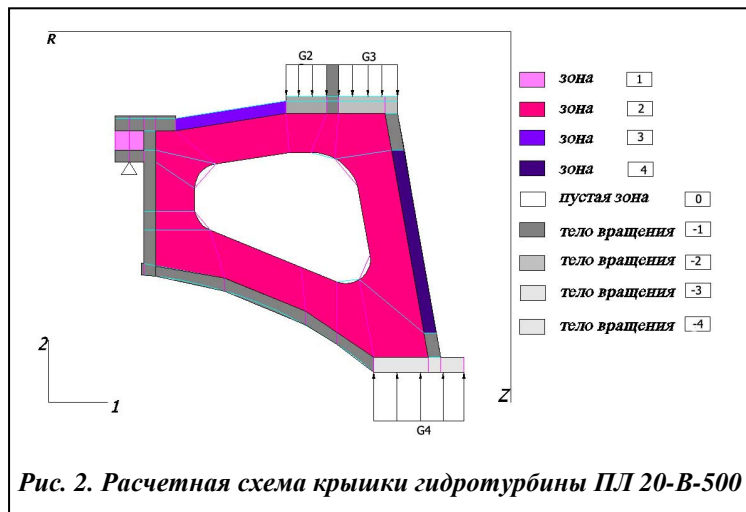 R
G2 G3
зона 1
зона 2
зона 3
зона 4
пустая зона 0
тело вращения -1
тело вращения -2
тело вращения -3
тело вращения -4
2
1
Z
G4
Рис. 2. Расчетная схема крышки гидротурбины ПЛ 20-В-500